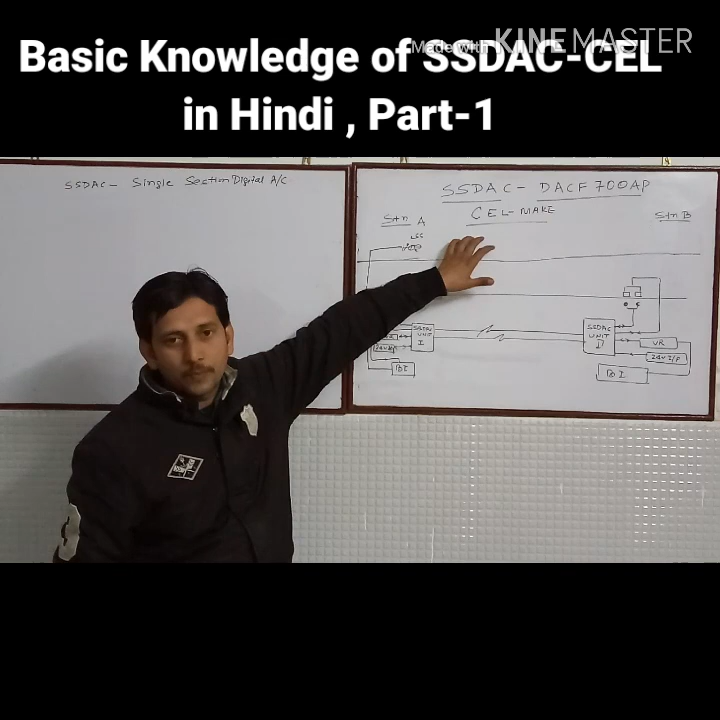 Made with KINEMASTER
Basic Knowledge of SSDAC-CEL
in Hindi , Part-1
SSDAC- Single Section Digital A/C
SSDAC - DACF 700AP
CEL-MAKE
Stn A
Stn B
SSDAC
UNIT
I
SSDAC
UNIT
II
VR
24V I/P
BI